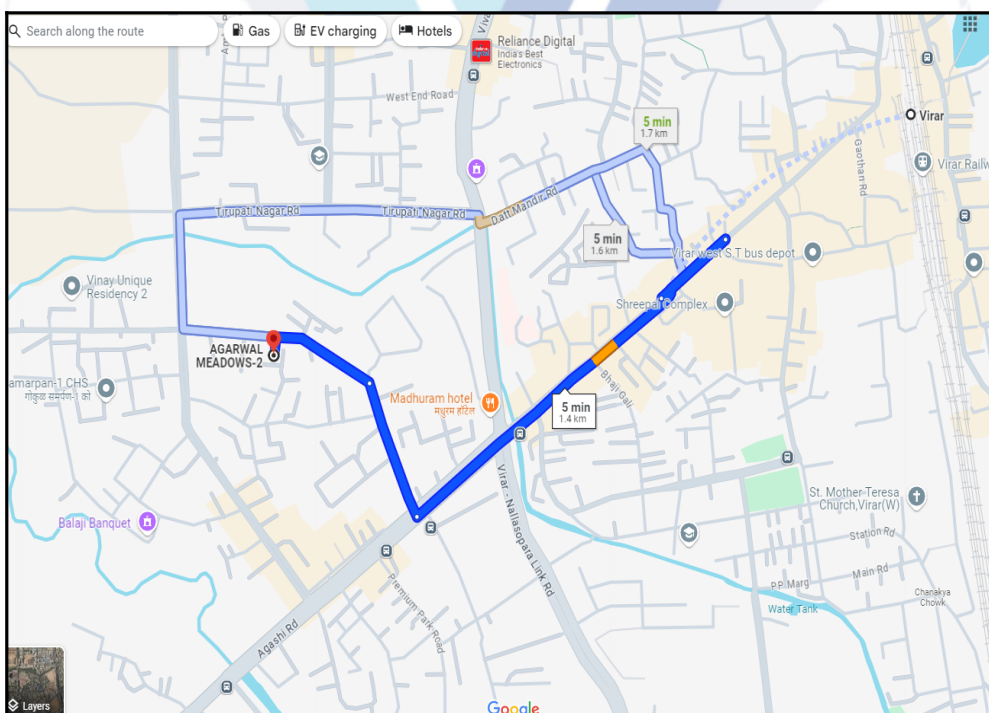 Search along the route
Gas
EV charging
Hotels
Reliance Digital
India's Best
Electronics
West End Road
5 min
1.7 km
Virar
Gaothan Rd
Virar Railw
Tirupati Nagar Rd
Tirupati Nagar Rd
Datt Mandir Rd
5 min
1.6 km
Virar west S.T bus depot
Vinay Unique
Residency 2
Shreepal Complex
AGARWAL
MEADOWS-2
amarpan-1 CHS
Bhaji Gali
Madhuram hotel
मधुरम हॉटेल
5 min
1.4 km
Virar - Nallasopara Link Rd
St. Mother Teresa
Church,Virar(W)
Balaji Banquet
Station Rd
Main Rd
P.P. Marg
Chanakya
Chowk
Water Tank
Premium Park Road
Agashi Rd
Layers
Google